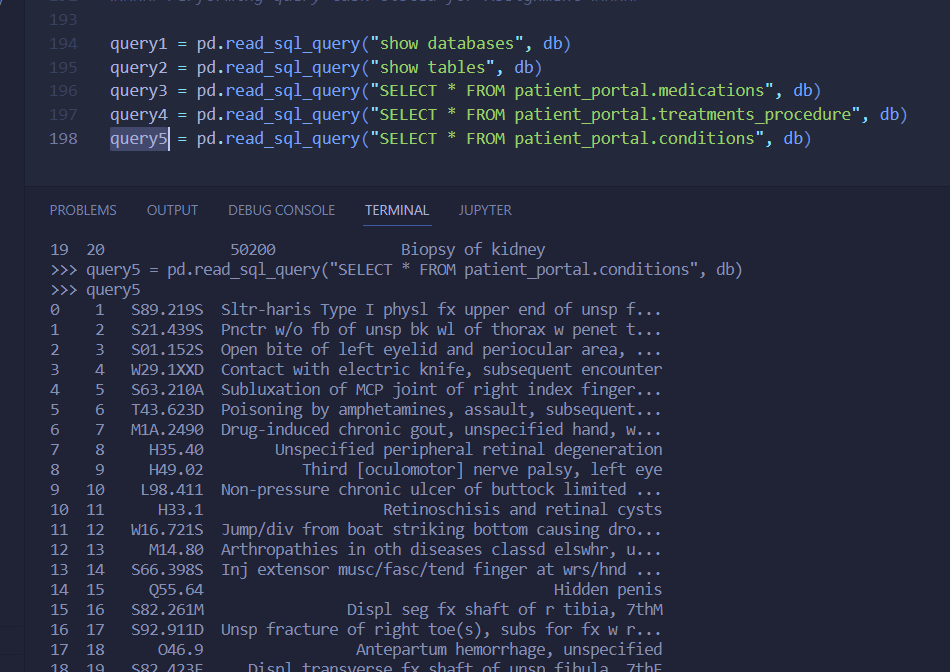 193
194 query1 = pd.read_sql_query("show databases", db)
195 query2 = pd.read_sql_query("show tables", db)
196 query3 = pd.read_sql_query("SELECT * FROM patient_portal.medications", db)
197 query4 = pd.read_sql_query("SELECT * FROM patient_portal.treatments_procedure", db)
198 query5 = pd.read_sql_query("SELECT * FROM patient_portal.conditions", db)
PROBLEMS OUTPUT DEBUG CONSOLE TERMINAL JUPYTER
19 20 50200 Biopsy of kidney
>>> query5 = pd.read_sql_query("SELECT * FROM patient_portal.conditions", db)
>>> query5
0 1 S89.219S Sltr-haris Type I physl fx upper end of unsp f...
1 2 S21.439S Pnctr w/o fb of unsp bk wl of thorax w penet t...
2 3 S01.152S Open bite of left eyelid and periocular area, ...
3 4 W29.1XXD Contact with electric knife, subsequent encounter
4 5 S63.210A Subluxation of MCP joint of right index finger...
5 6 T43.623D Poisoning by amphetamines, assault, subsequent...
6 7 M1A.2490 Drug-induced chronic gout, unspecified hand, w...
7 8 H35.40 Unspecified peripheral retinal degeneration
8 9 H49.02 Third [oculomotor] nerve palsy, left eye
9 10 L98.411 Non-pressure chronic ulcer of buttock limited ...
10 11 H33.1 Retinoschisis and retinal cysts
11 12 W16.721S Jump/div from boat striking bottom causing dro...
12 13 M14.80 Arthropathies in oth diseases classd elswhr, u...
13 14 S66.398S Inj extensor musc/fasc/tend finger at wrs/hnd ...
14 15 Q55.64 Hidden penis
15 16 S82.261M Displ seg fx shaft of r tibia, 7thM
16 17 S92.911D Unsp fracture of right toe(s), subs for fx w r...
17 18 O46.9 Antepartum hemorrhage, unspecified
18 19 S82.423F Displ transverse fx shaft of unsp fibula, 7thF